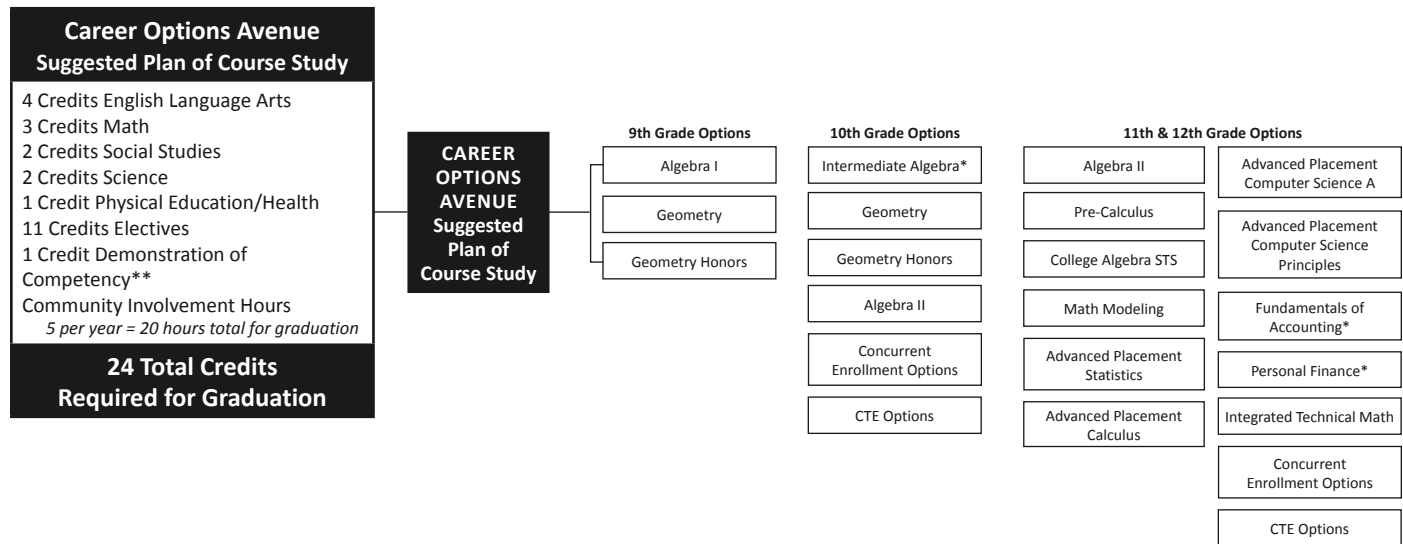 Career Options Avenue
Suggested Plan of Course Study
4 Credits English Language Arts
3 Credits Math
2 Credits Social Studies
2 Credits Science
1 Credit Physical Education/Health
11 Credits Electives
1 Credit Demonstration of
Competency**
Community Involvement Hours
5 per year = 20 hours total for graduation
24 Total Credits
Required for Graduation
CAREER
OPTIONS
AVENUE
Suggested
Plan of
Course Study
9th Grade Options
Algebra I
Geometry
Geometry Honors
10th Grade Options
Intermediate Algebra*
Geometry
Geometry Honors
Algebra II
Concurrent
Enrollment Options
CTE Options
11th & 12th Grade Options
Algebra II
Pre-Calculus
College Algebra STS
Math Modeling
Advanced Placement
Statistics
Advanced Placement
Calculus
Advanced Placement
Computer Science A
Advanced Placement
Computer Science
Principles
Fundamentals of
Accounting*
Personal Finance*
Integrated Technical Math
Concurrent
Enrollment Options
CTE Options